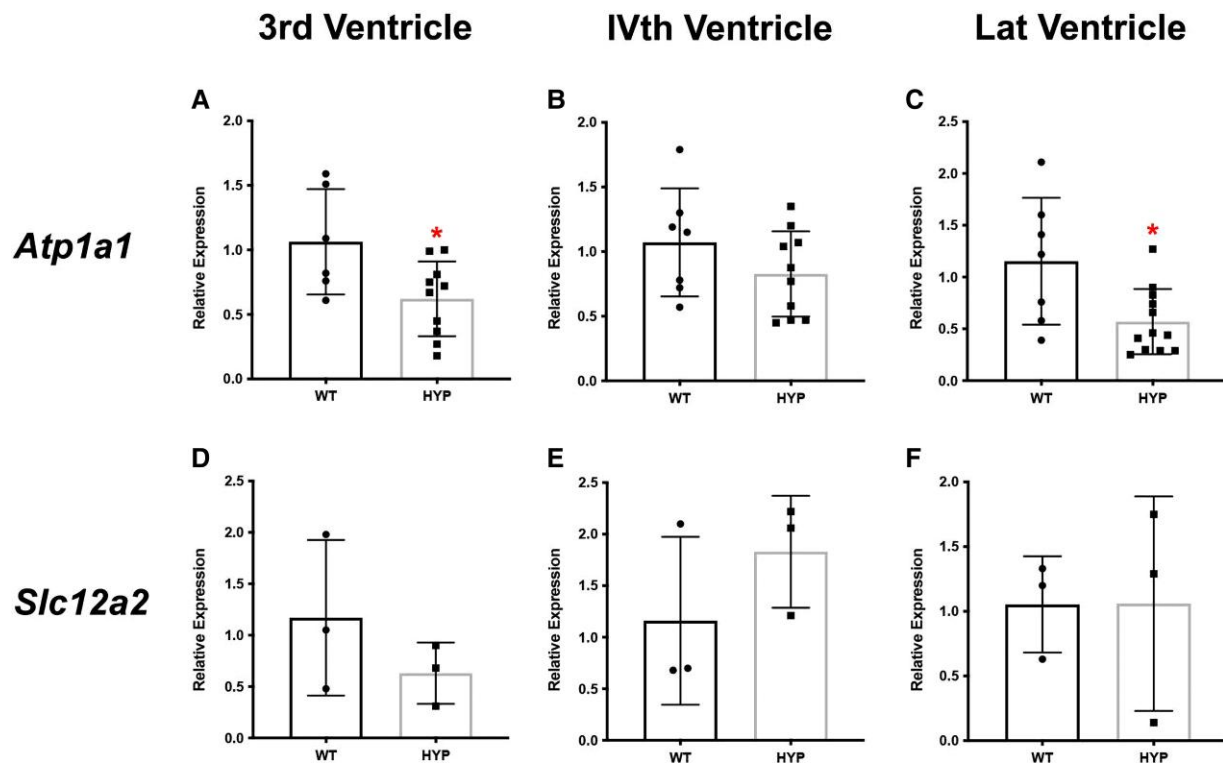 3rd Ventricle IVth Ventricle Lat Ventricle
Atp1a1
A
Relative Expression
2.0
1.5
1.0
0.5
0.0
*
WT HYP
B
Relative Expression
2.0
1.5
1.0
0.5
0.0
WT HYP
C
Relative Expression
2.5
2.0
1.5
1.0
0.5
0.0
*
WT HYP
Slc12a2
D
Relative Expression
2.5
2.0
1.5
1.0
0.5
0.0
WT HYP
E
Relative Expression
2.5
2.0
1.5
1.0
0.5
0.0
WT HYP
F
Relative Expression
2.0
1.5
1.0
0.5
0.0
WT HYP